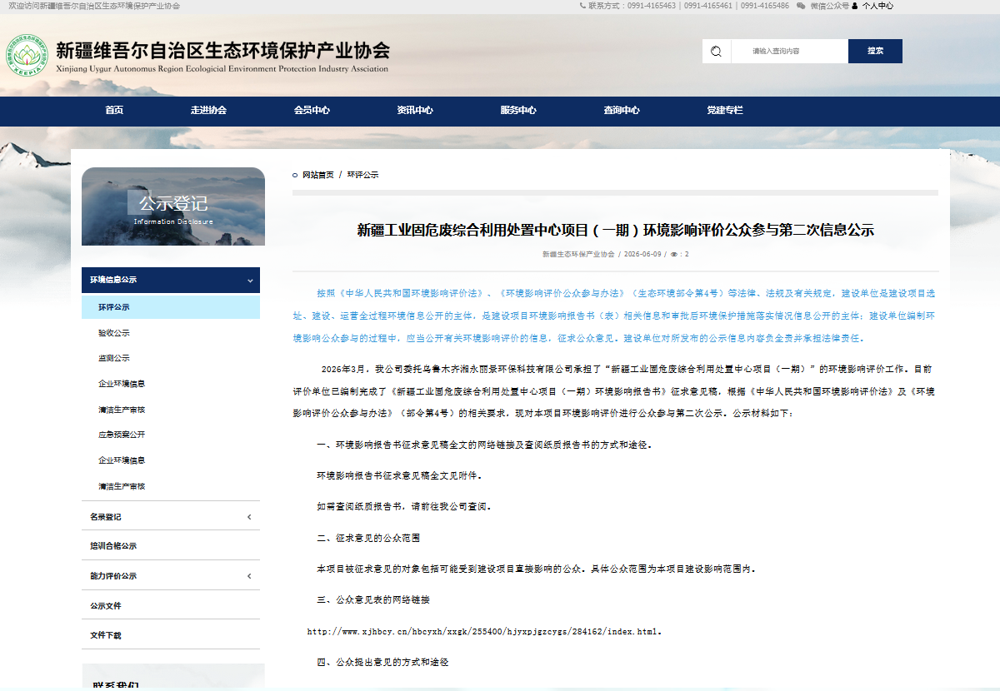 欢迎访问新疆维吾尔自治区生态环境保护产业协会
联系方式：0991-4165463｜0991-4165461｜0991-4165486 微信公众号 个人中心
新疆维吾尔自治区生态环境保护产业协会
Xinjiang Uygur Autonomus Region Ecologicial Environment Protection Industry Assciation
XEEPIA
请输入查询内容
搜索
首页 走进协会 会员中心 资讯中心 服务中心 查询中心 党建专栏
公示登记
Information Disclosure
环境信息公示
环评公示
验收公示
监测公示
企业环境信息
清洁生产审核
应急预案公开
企业环境信息
清洁生产审核
名录登记
培训合格公示
能力评价公示
公示文件
文件下载
联系我们
网站首页 / 环评公示
新疆工业固危废综合利用处置中心项目（一期）环境影响评价公众参与第二次信息公示
新疆生态环保产业协会 / 2026-06-09 / ：2
按照《中华人民共和国环境影响评价法》、《环境影响评价公众参与办法》（生态环境部令第4号）等法律、法规及有关规定，建设单位是建设项目选
址、建设、运营全过程环境信息公开的主体，是建设项目环境影响报告书（表）相关信息和审批后环境保护措施落实情况信息公开的主体；建设单位编制环
境影响公众参与的过程中，应当公开有关环境影响评价的信息，征求公众意见。建设单位对所发布的公示信息内容负全责并承担法律责任。
2026年3月，我公司委托乌鲁木齐湘永丽景环保科技有限公司承担了“新疆工业固危废综合利用处置中心项目（一期）”的环境影响评价工作。目前
评价单位已编制完成了《新疆工业固危废综合利用处置中心项目（一期）环境影响报告书》征求意见稿，根据《中华人民共和国环境影响评价法》及《环境
影响评价公众参与办法》（部令第4号）的相关要求，现对本项目环境影响评价进行公众参与第二次公示。公示材料如下：
一、环境影响报告书征求意见稿全文的网络链接及查阅纸质报告书的方式和途径。
环境影响报告书征求意见稿全文见附件。
如需查阅纸质报告书，请前往我公司查阅。
二、征求意见的公众范围
本项目被征求意见的对象包括可能受到建设项目直接影响的公众。具体公众范围为本项目建设影响范围内。
三、公众意见表的网络链接
http://www.xjhbcy.cn/hbcyxh/xxgk/255400/hjyxpjgzcygs/284162/index.html。
四、公众提出意见的方式和途径